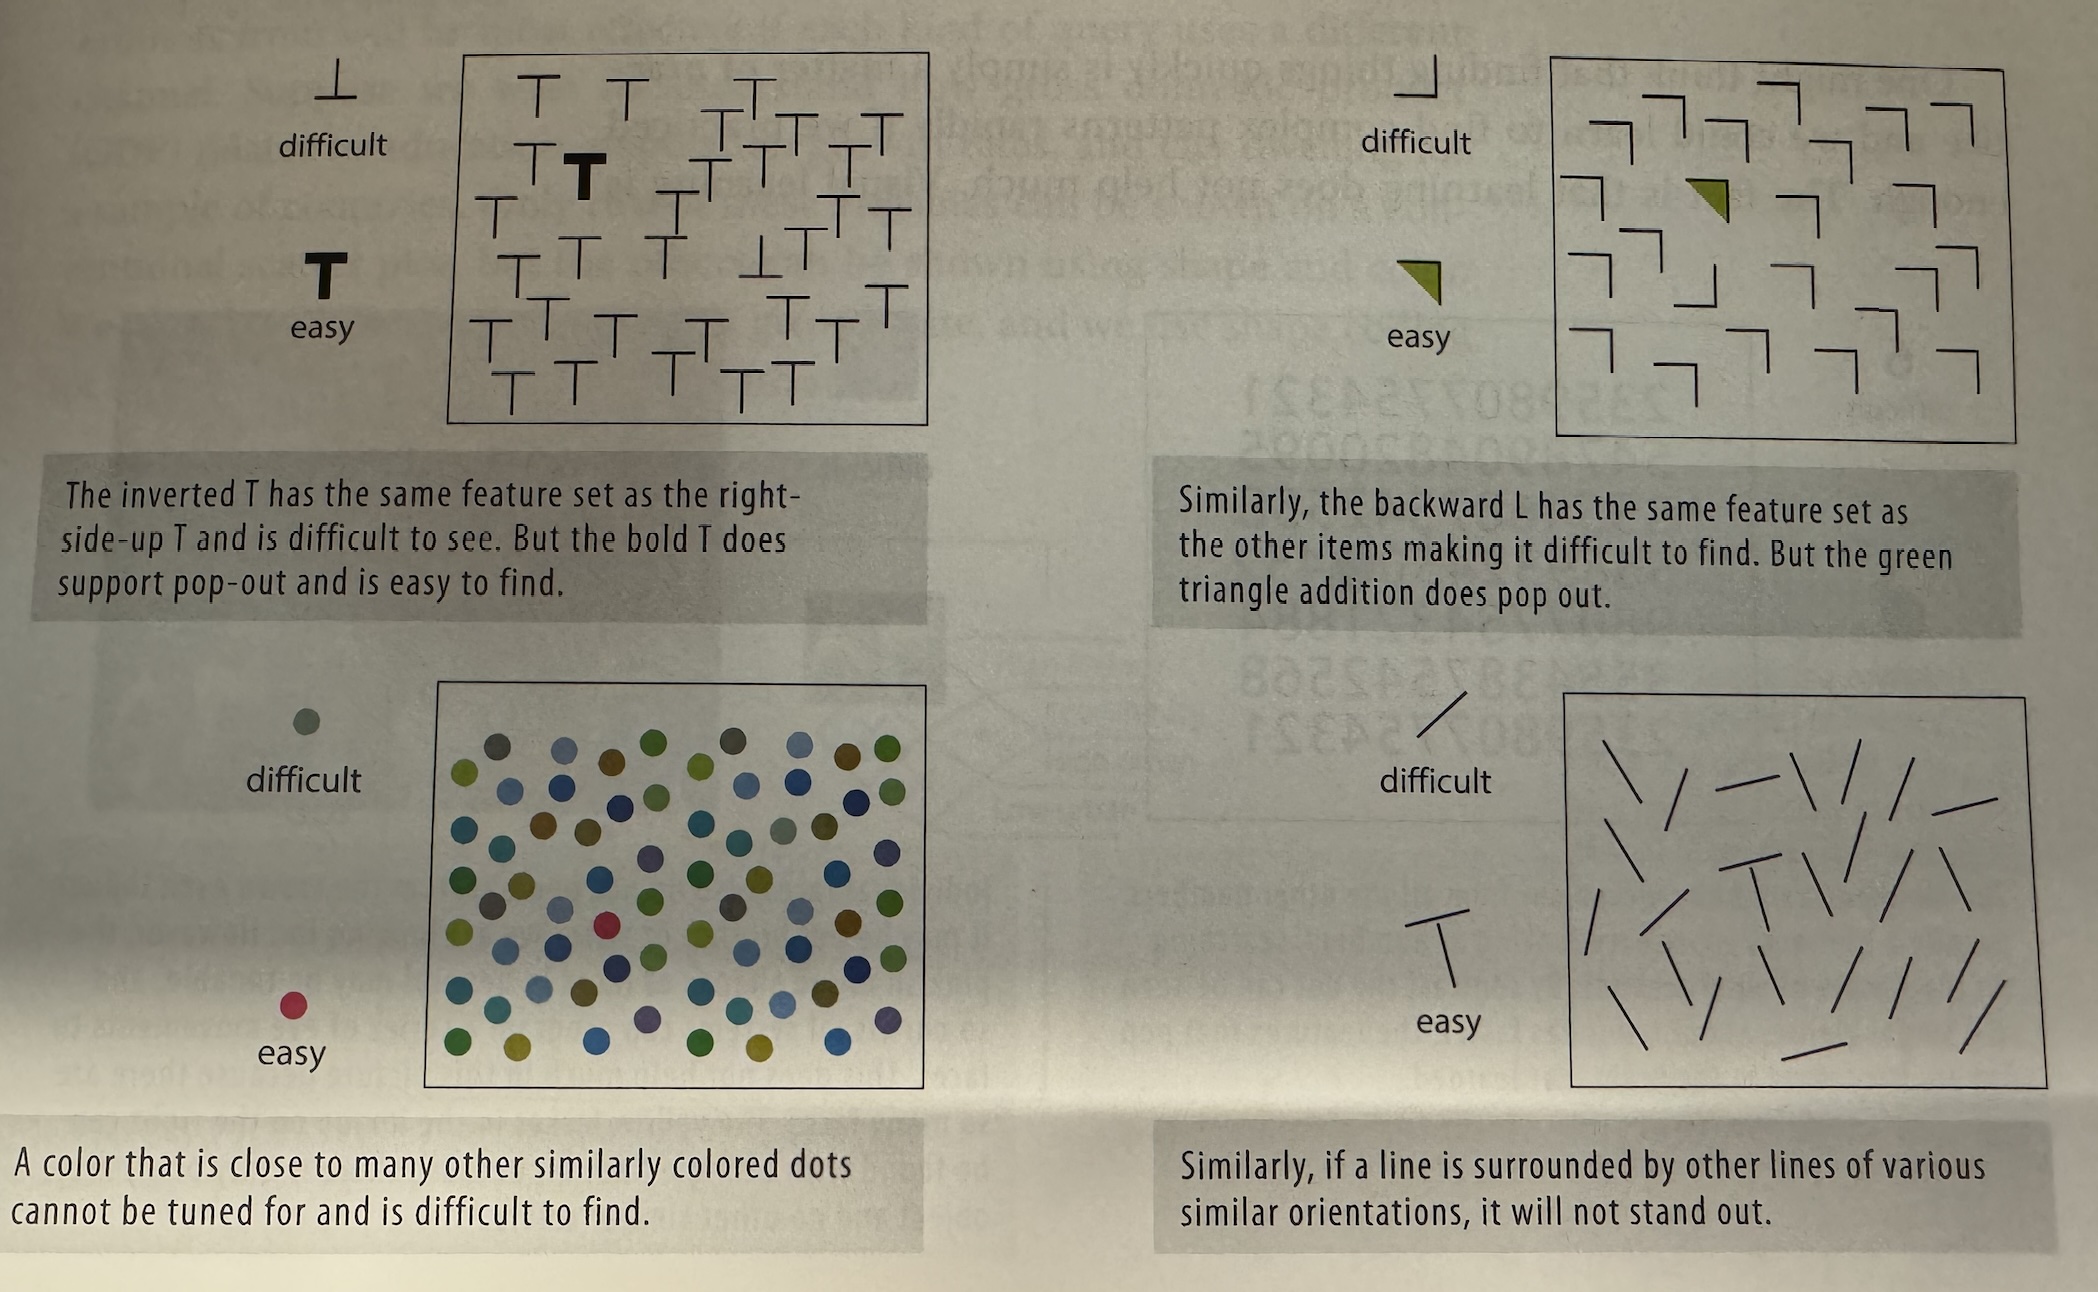 difficult
T
easy
The inverted T has the same feature set as the right-
side-up T and is difficult to see. But the bold T does
support pop-out and is easy to find.
difficult
easy
Similarly, the backward L has the same feature set as
the other items making it difficult to find. But the green
triangle addition does pop out.
difficult
easy
A color that is close to many other similarly colored dots
cannot be tuned for and is difficult to find.
difficult
easy
Similarly, if a line is surrounded by other lines of various
similar orientations, it will not stand out.